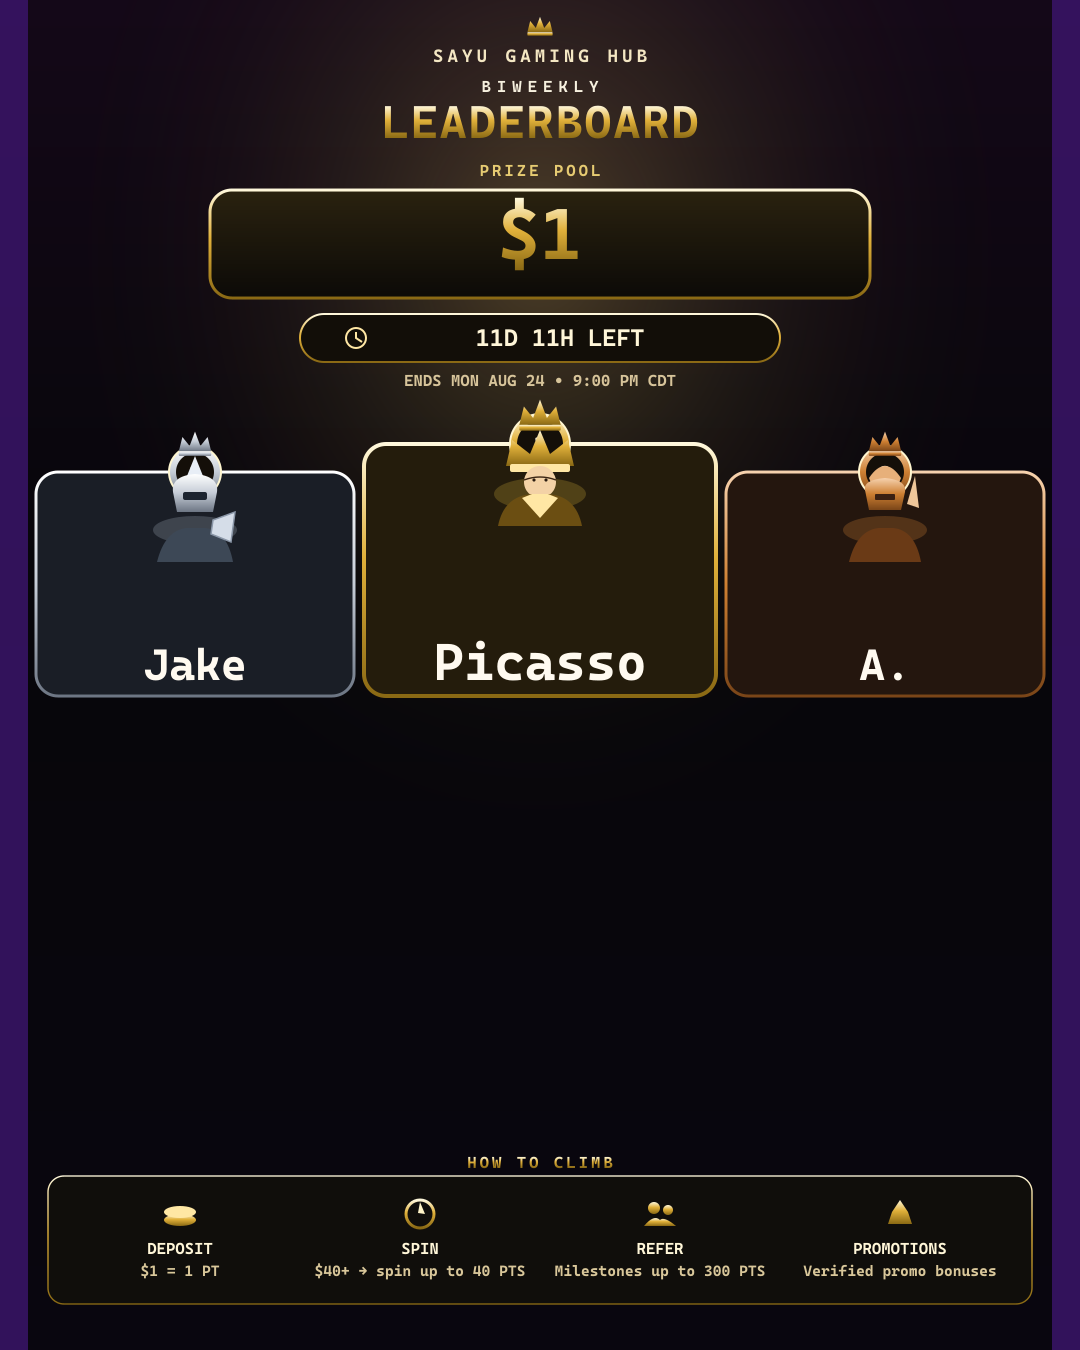 SAYU GAMING HUB
BIWEEKLY
LEADERBOARD
PRIZE POOL
$1
11D 11H LEFT
ENDS MON AUG 24 • 9:00 PM CDT
Jake
Picasso
A.
HOW TO CLIMB
DEPOSIT
$1 = 1 PT
SPIN
$40+ → spin up to 40 PTS
REFER
Milestones up to 300 PTS
PROMOTIONS
Verified promo bonuses